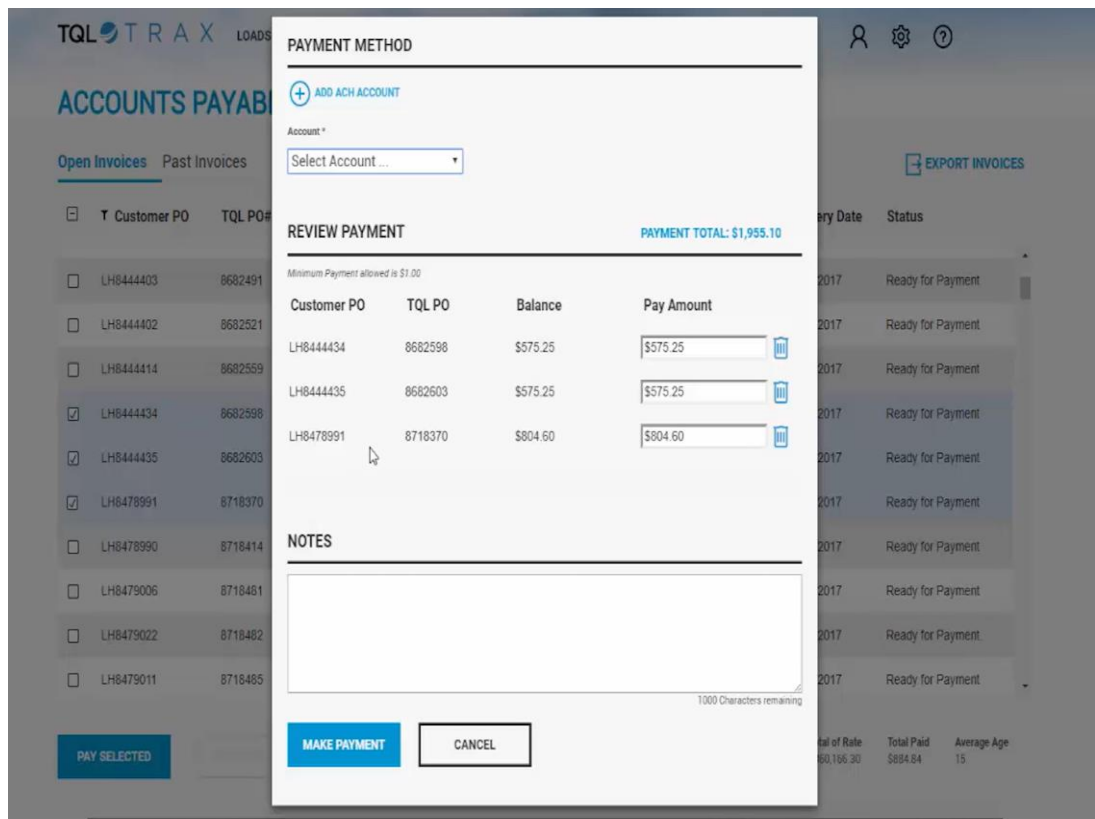 TQL TRAX LOADS
ACCOUNTS PAYABL
Open Invoices Past Invoices
EXPORT INVOICES
Customer PO TQL PO# ery Date Status
LH8444403 8682491 2017 Ready for Payment
LH8444402 8682521 2017 Ready for Payment
LH8444414 8682559 2017 Ready for Payment
LH8444434 8682598 2017 Ready for Payment
LH8444435 8682603 2017 Ready for Payment
LH8478991 8718370 2017 Ready for Payment
LH8478990 8718414 2017 Ready for Payment
LH8479006 8718481 2017 Ready for Payment
LH8479022 8718482 2017 Ready for Payment
LH8479011 8718485 2017 Ready for Payment
PAY SELECTED
tal of Rate Total Paid Average Age
60,166.30 $884.84 15
PAYMENT METHOD
ADD ACH ACCOUNT
Account *
Select Account ...
REVIEW PAYMENT PAYMENT TOTAL: $1,955.10
Minimum Payment allowed is $1.00
Customer PO TQL PO Balance Pay Amount
LH8444434 8682598 $575.25 $575.25
LH8444435 8682603 $575.25 $575.25
LH8478991 8718370 $804.60 $804.60
NOTES
1000 Characters remaining
MAKE PAYMENT CANCEL